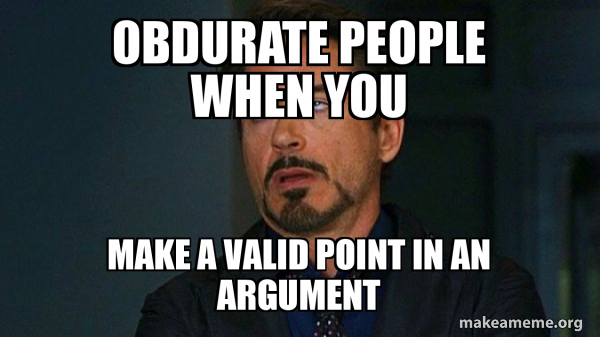 OBDURATE PEOPLE
WHEN YOU
MAKE A VALID POINT IN AN
ARGUMENT
makeameme.org